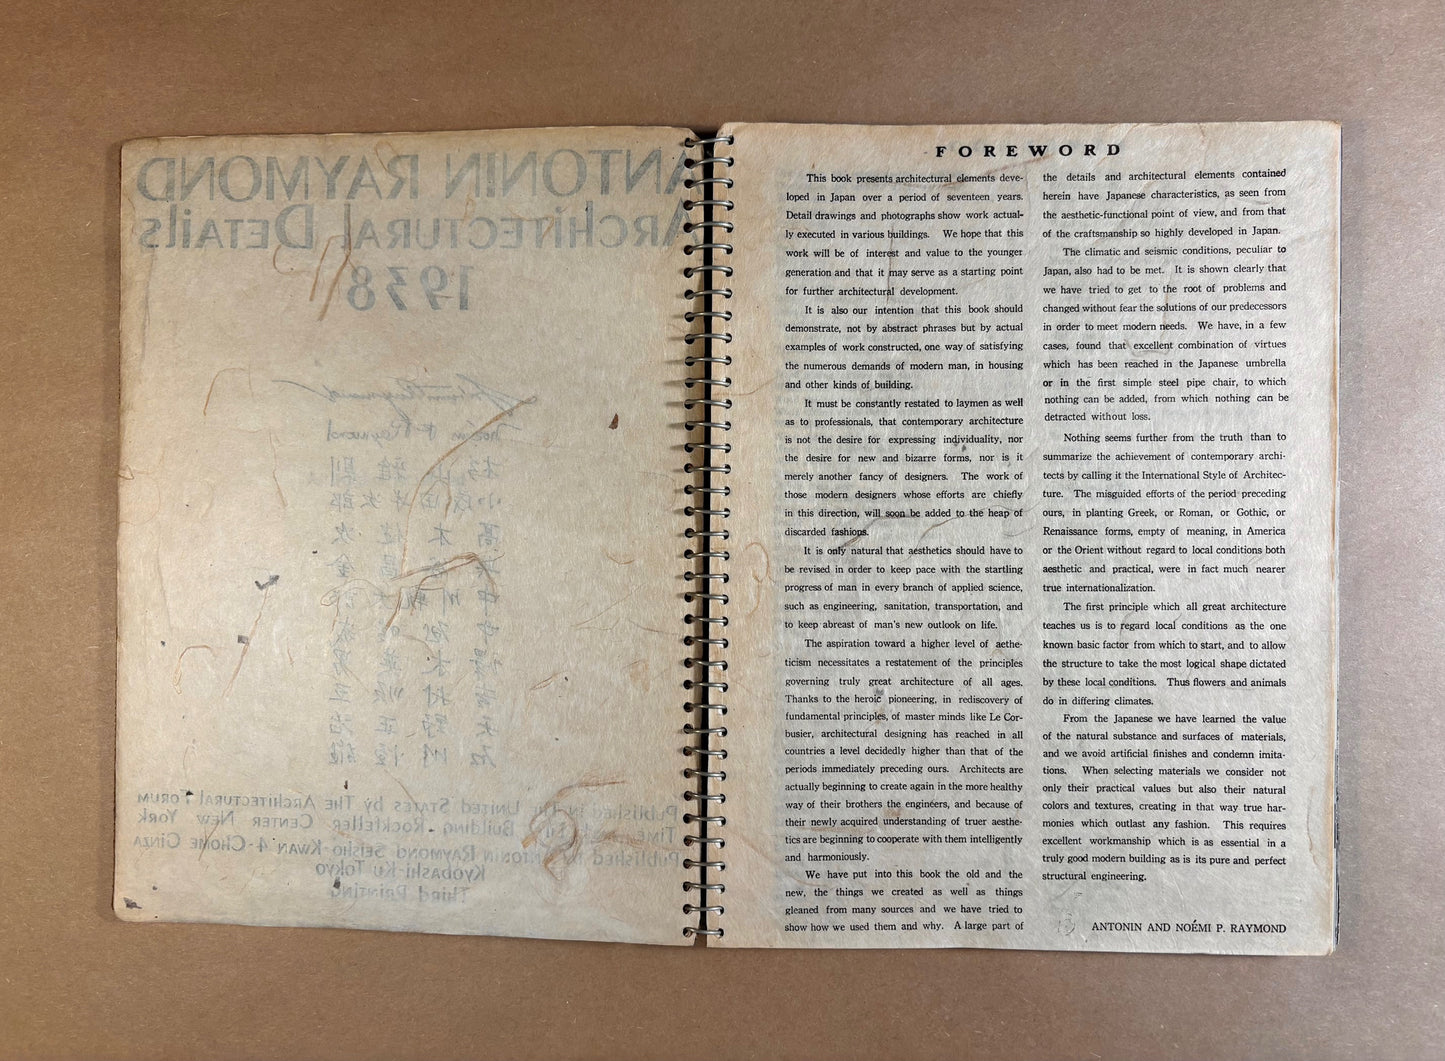 ANTONIN RAYMOND
Architectural Details
1938
Antonin Raymond
Noémi P Raymond
杉山雅則
Published in the United States by The Architectural Forum
Time Building Rockfeller Center New York
Published by Antonin Raymond Seisho-Kwan 4-Chome Ginza
Kyobashi-Ku Tokyo
Third Printing
FOREWORD
This book presents architectural elements deve-
loped in Japan over a period of seventeen years.
Detail drawings and photographs show work actual-
ly executed in various buildings. We hope that this
work will be of interest and value to the younger
generation and that it may serve as a starting point
for further architectural development.
It is also our intention that this book should
demonstrate, not by abstract phrases but by actual
examples of work constructed, one way of satisfying
the numerous demands of modern man, in housing
and other kinds of building.
It must be constantly restated to laymen as well
as to professionals, that contemporary architecture
is not the desire for expressing individuality, nor
the desire for new and bizarre forms, nor is it
merely another fancy of designers. The work of
those modern designers whose efforts are chiefly
in this direction, will soon be added to the heap of
discarded fashions.
It is only natural that aesthetics should have to
be revised in order to keep pace with the startling
progress of man in every branch of applied science,
such as engineering, sanitation, transportation, and
to keep abreast of man's new outlook on life.
The aspiration toward a higher level of aethe-
ticism necessitates a restatement of the principles
governing truly great architecture of all ages.
Thanks to the heroic pioneering, in rediscovery of
fundamental principles, of master minds like Le Cor-
busier, architectural designing has reached in all
countries a level decidedly higher than that of the
periods immediately preceding ours. Architects are
actually beginning to create again in the more healthy
way of their brothers the engineers, and because of
their newly acquired understanding of truer aesthe-
tics are beginning to cooperate with them intelligently
and harmoniously.
We have put into this book the old and the
new, the things we created as well as things
gleaned from many sources and we have tried to
show how we used them and why. A large part of
the details and architectural elements contained
herein have Japanese characteristics, as seen from
the aesthetic-functional point of view, and from that
of the craftsmanship so highly developed in Japan.
The climatic and seismic conditions, peculiar to
Japan, also had to be met. It is shown clearly that
we have tried to get to the root of problems and
changed without fear the solutions of our predecessors
in order to meet modern needs. We have, in a few
cases, found that excellent combination of virtues
which has been reached in the Japanese umbrella
or in the first simple steel pipe chair, to which
nothing can be added, from which nothing can be
detracted without loss.
Nothing seems further from the truth than to
summarize the achievement of contemporary archi-
tects by calling it the International Style of Architec-
ture. The misguided efforts of the period preceding
ours, in planting Greek, or Roman, or Gothic, or
Renaissance forms, empty of meaning, in America
or the Orient without regard to local conditions both
aesthetic and practical, were in fact much nearer
true internationalization.
The first principle which all great architecture
teaches us is to regard local conditions as the one
known basic factor from which to start, and to allow
the structure to take the most logical shape dictated
by these local conditions. Thus flowers and animals
do in differing climates.
From the Japanese we have learned the value
of the natural substance and surfaces of materials,
and we avoid artificial finishes and condemn imita-
tions. When selecting materials we consider not
only their practical values but also their natural
colors and textures, creating in that way true har-
monies which outlast any fashion. This requires
excellent workmanship which is as essential in a
truly good modern building as is its pure and perfect
structural engineering.
ANTONIN AND NOÉMI P. RAYMOND